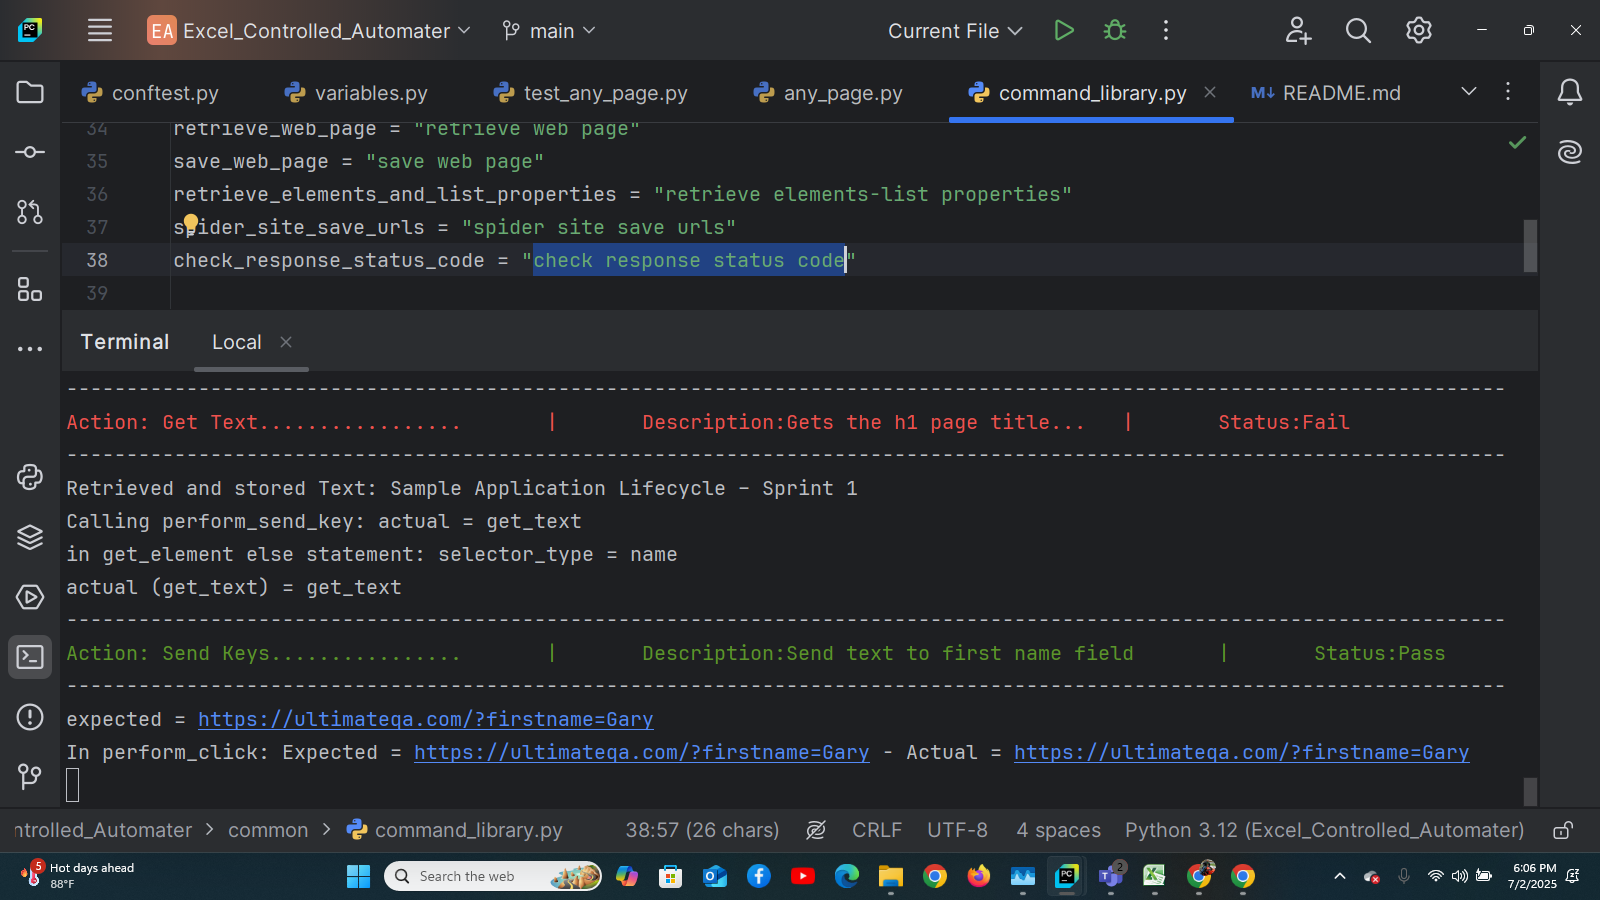 PC EA Excel_Controlled_Automater main Current File
conftest.py variables.py test_any_page.py any_page.py command_library.py M↓ README.md
34 retrieve_web_page = "retrieve web page"
35 save_web_page = "save web page"
36 retrieve_elements_and_list_properties = "retrieve elements-list properties"
37 spider_site_save_urls = "spider site save urls"
38 check_response_status_code = "check response status code"
39
Terminal Local
------------------------------------------------------------------------------------------------------------------------
Action: Get Text................. | Description:Gets the h1 page title... | Status:Fail
------------------------------------------------------------------------------------------------------------------------
Retrieved and stored Text: Sample Application Lifecycle – Sprint 1
Calling perform_send_key: actual = get_text
in get_element else statement: selector_type = name
actual (get_text) = get_text
------------------------------------------------------------------------------------------------------------------------
Action: Send Keys................ | Description:Send text to first name field | Status:Pass
------------------------------------------------------------------------------------------------------------------------
expected = https://ultimateqa.com/?firstname=Gary
In perform_click: Expected = https://ultimateqa.com/?firstname=Gary - Actual = https://ultimateqa.com/?firstname=Gary
ntrolled_Automater > common > command_library.py 38:57 (26 chars) CRLF UTF-8 4 spaces Python 3.12 (Excel_Controlled_Automater)
5 Hot days ahead
88°F
Search the web
PC 2
6:06 PM
7/2/2025